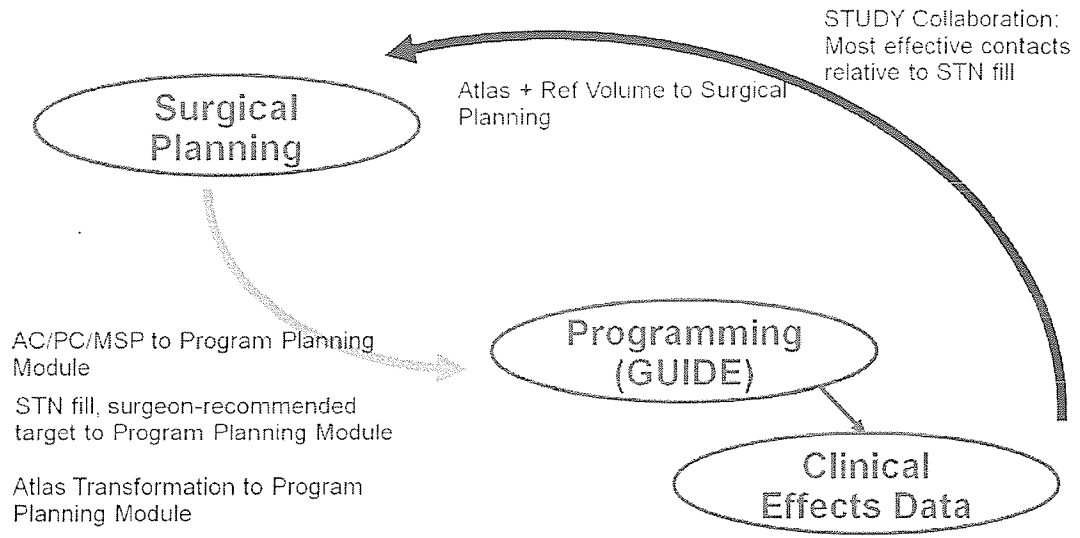 STUDY Collaboration:
Most effective contacts
relative to STN fill
Atlas + Ref Volume to Surgical
Planning
Surgical
Planning
AC/PC/MSP to Program Planning
Module
STN fill, surgeon-recommended
target to Program Planning Module
Atlas Transformation to Program
Planning Module
Programming
(GUIDE)
Clinical
Effects Data